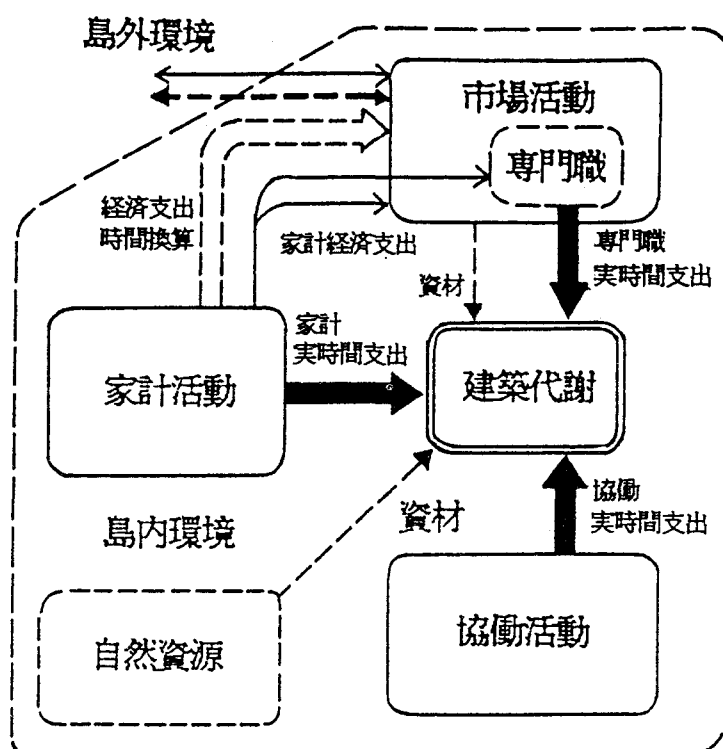 島外環境
市場活動
専門職
経済支出
時間換算
家計経済支出
専門職
実時間支出
資材
家計
実時間支出
家計活動
建築代謝
島内環境
資材
協働
実時間支出
自然資源
協働活動